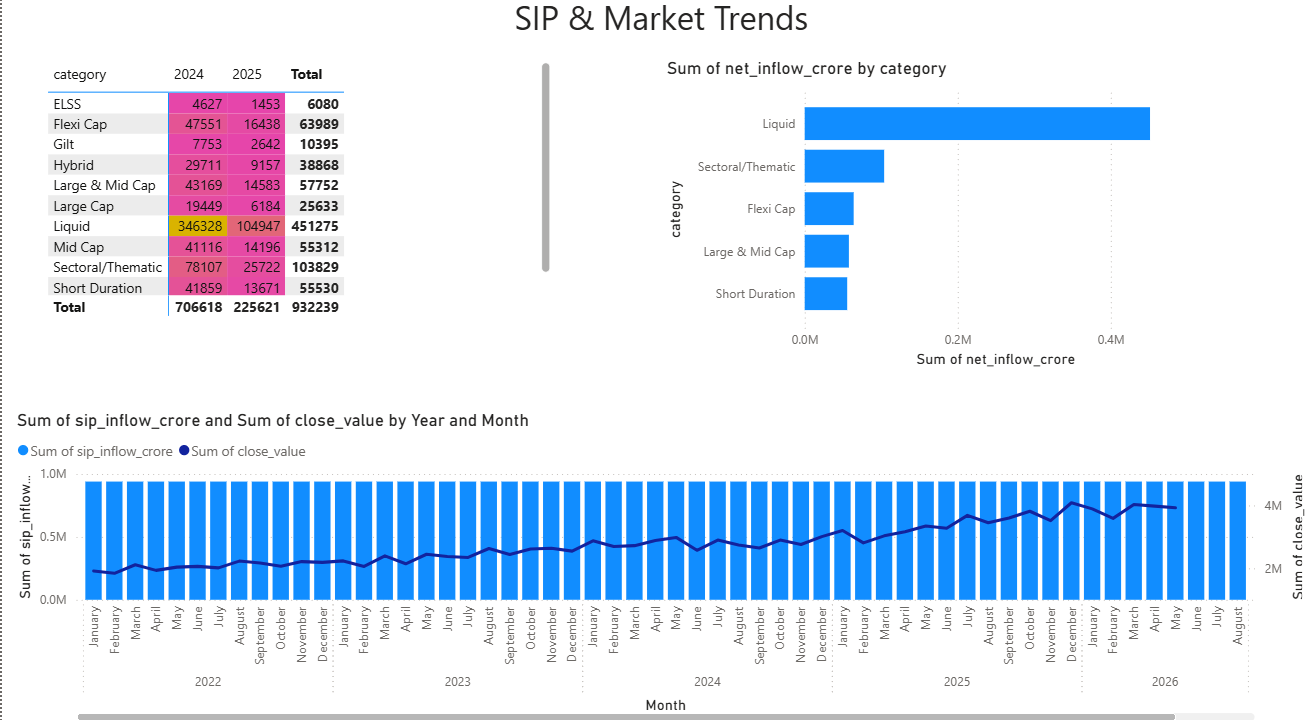 SIP & Market Trends
category 2024 2025 Total
ELSS 4627 1453 6080
Flexi Cap 47551 16438 63989
Gilt 7753 2642 10395
Hybrid 29711 9157 38868
Large & Mid Cap 43169 14583 57752
Large Cap 19449 6184 25633
Liquid 346328 104947 451275
Mid Cap 41116 14196 55312
Sectoral/Thematic 78107 25722 103829
Short Duration 41859 13671 55530
Total 706618 225621 932239
Sum of net_inflow_crore by category
category
Liquid
Sectoral/Thematic
Flexi Cap
Large & Mid Cap
Short Duration
0.0M 0.2M 0.4M
Sum of net_inflow_crore
Sum of sip_inflow_crore and Sum of close_value by Year and Month
Sum of sip_inflow_crore Sum of close_value
Sum of sip_inflow...
1.0M
0.5M
0.0M
4M
2M
Sum of close_value
January February March April May June July August September October November December January February March April May June July August September October November December January February March April May June July August September October November December January February March April May June July August September October November December January February March April May June July August
2022 2023 2024 2025 2026
Month